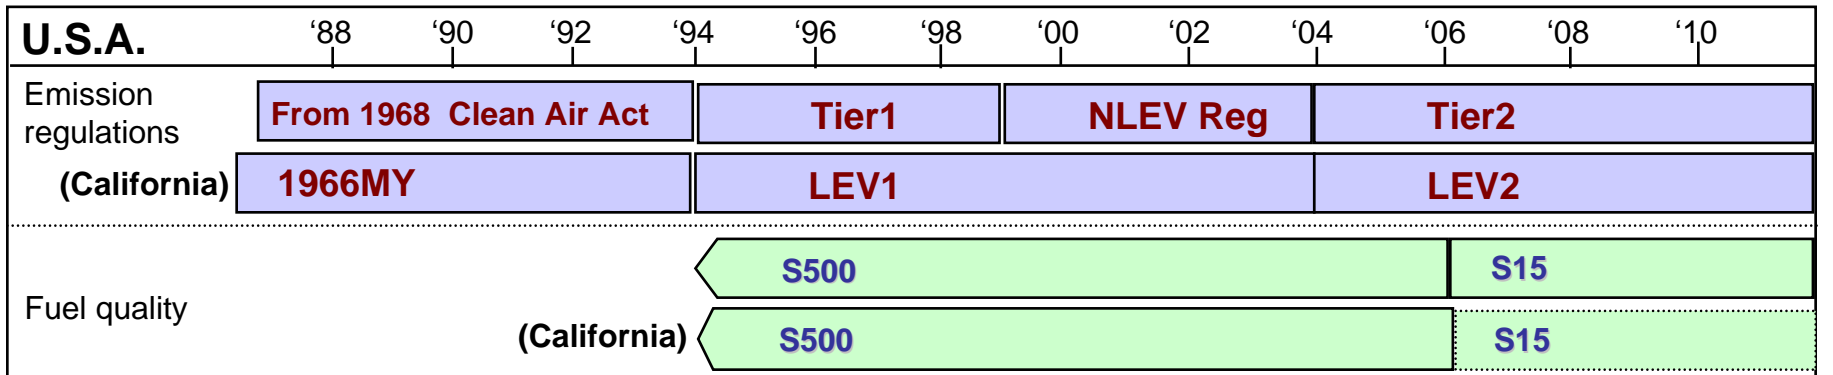 U.S.A. ‘88 ‘90 ‘92 ‘94 ‘96 ‘98 ‘00 ‘02 ‘04 ‘06 ‘08 ‘10
Emission
regulations
From 1968 Clean Air Act Tier1 NLEV Reg Tier2
(California) 1966MY LEV1 LEV2
Fuel quality
S500 S15
(California) S500 S15